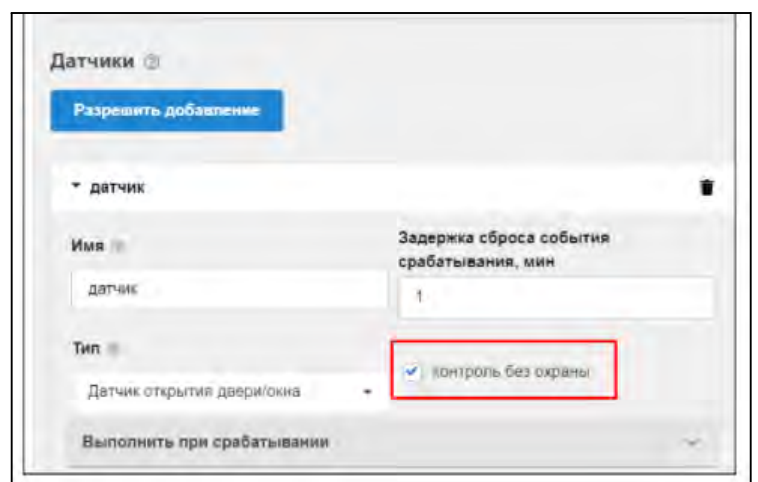 Датчики
Разрешить добавление
датчик
Имя
Задержка сброса события
срабатывания, мин
датчик
1
Тип
контроль без охраны
Датчик открытия двери/окна
Выполнить при срабатывании